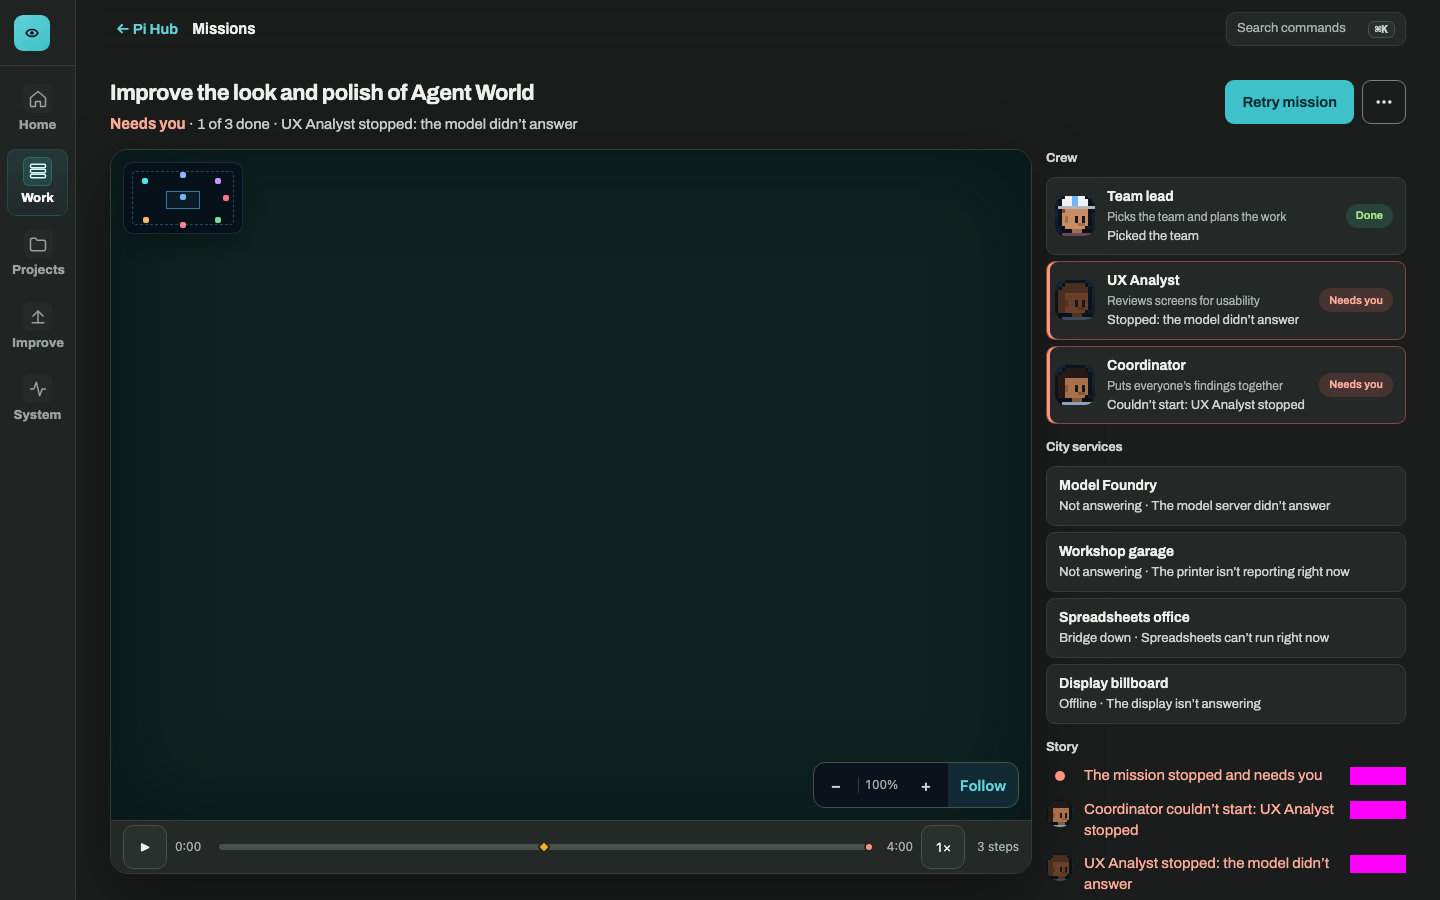 ← Pi Hub Missions
Search commands ⌘K
Home
Work
Projects
Improve
System
Improve the look and polish of Agent World
Needs you · 1 of 3 done · UX Analyst stopped: the model didn’t answer
Retry mission
100%
Follow
0:00
4:00
1×
3 steps
Crew
Team lead
Picks the team and plans the work
Picked the team
Done
UX Analyst
Reviews screens for usability
Stopped: the model didn’t answer
Needs you
Coordinator
Puts everyone’s findings together
Couldn’t start: UX Analyst stopped
Needs you
City services
Model Foundry
Not answering · The model server didn’t answer
Workshop garage
Not answering · The printer isn’t reporting right now
Spreadsheets office
Bridge down · Spreadsheets can’t run right now
Display billboard
Offline · The display isn’t answering
Story
The mission stopped and needs you
Coordinator couldn’t start: UX Analyst
stopped
UX Analyst stopped: the model didn’t
answer